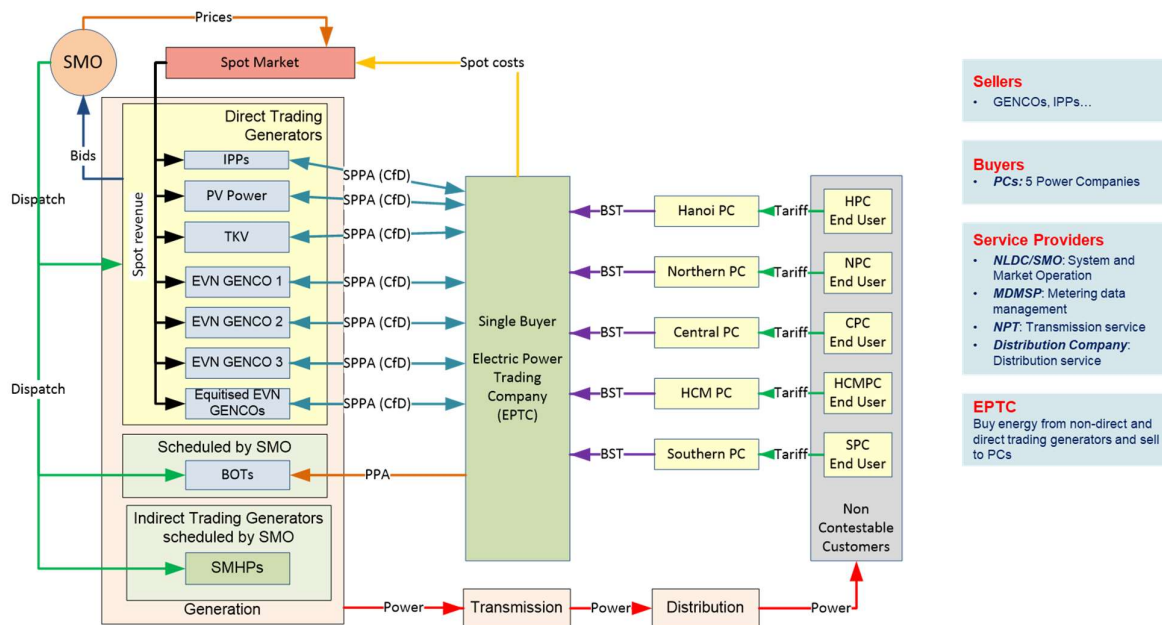 Prices
SMO
Spot Market
Spot costs
Bids
Dispatch
Dispatch
Direct Trading
Generators
Spot revenue
IPPs
PV Power
TKV
EVN GENCO 1
EVN GENCO 2
EVN GENCO 3
Equitised EVN
GENCOs
SPPA (CfD)
SPPA (CfD)
SPPA (CfD)
SPPA (CfD)
SPPA (CfD)
SPPA (CfD)
SPPA (CfD)
Scheduled by SMO
BOTs
PPA
Indirect Trading Generators
scheduled by SMO
SMHPs
Generation
Single Buyer
Electric Power
Trading
Company
(EPTC)
BST
Hanoi PC
Tariff
HPC
End User
BST
Northern PC
Tariff
NPC
End User
BST
Central PC
Tariff
CPC
End User
BST
HCM PC
Tariff
HCMPC
End User
BST
Southern PC
Tariff
SPC
End User
Non
Contestable
Customers
Power
Transmission
Power
Distribution
Power
Sellers
• GENCOs, IPPs…
Buyers
• PCs: 5 Power Companies
Service Providers
• NLDC/SMO: System and
Market Operation
• MDMSP: Metering data
management
• NPT: Transmission service
• Distribution Company:
Distribution service
EPTC
Buy energy from non-direct and
direct trading generators and sell
to PCs